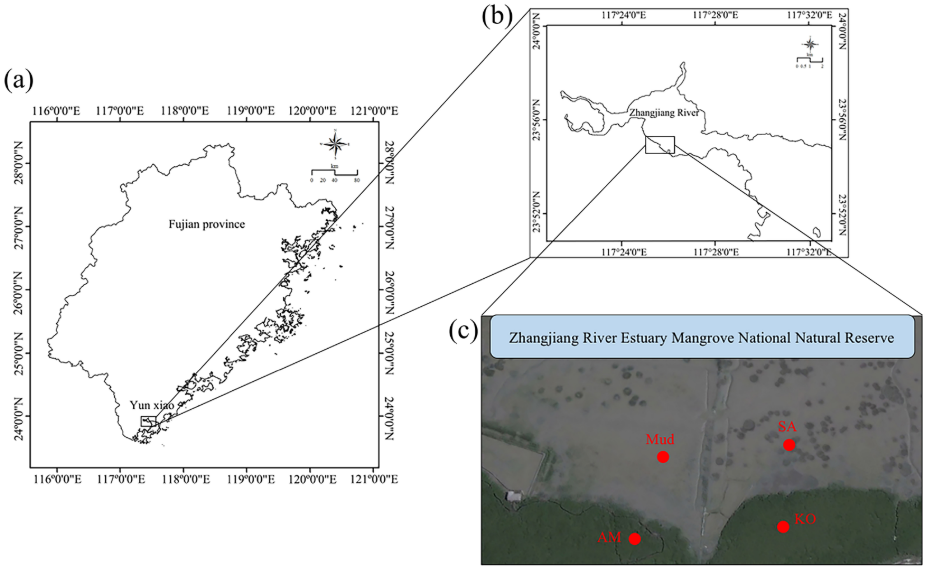 (a)
116°0'0"E 117°0'0"E 118°0'0"E 119°0'0"E 120°0'0"E 121°0'0"E
28°0'0"N
27°0'0"N
26°0'0"N
25°0'0"N
24°0'0"N
km
0 20 40 80
Fujian province
Yun xiao
28°0'0"N
27°0'0"N
26°0'0"N
25°0'0"N
24°0'0"N
116°0'0"E 117°0'0"E 118°0'0"E 119°0'0"E 120°0'0"E 121°0'0"E
(b)
117°24'0"E 117°28'0"E 117°32'0"E
24°0'0"N
23°56'0"N
23°52'0"N
km
0 0.5 1 2
Zhangjiang River
24°0'0"N
23°56'0"N
23°52'0"N
117°24'0"E 117°28'0"E 117°32'0"E
(c)
Zhangjiang River Estuary Mangrove National Natural Reserve
Mud
SA
AM
KO